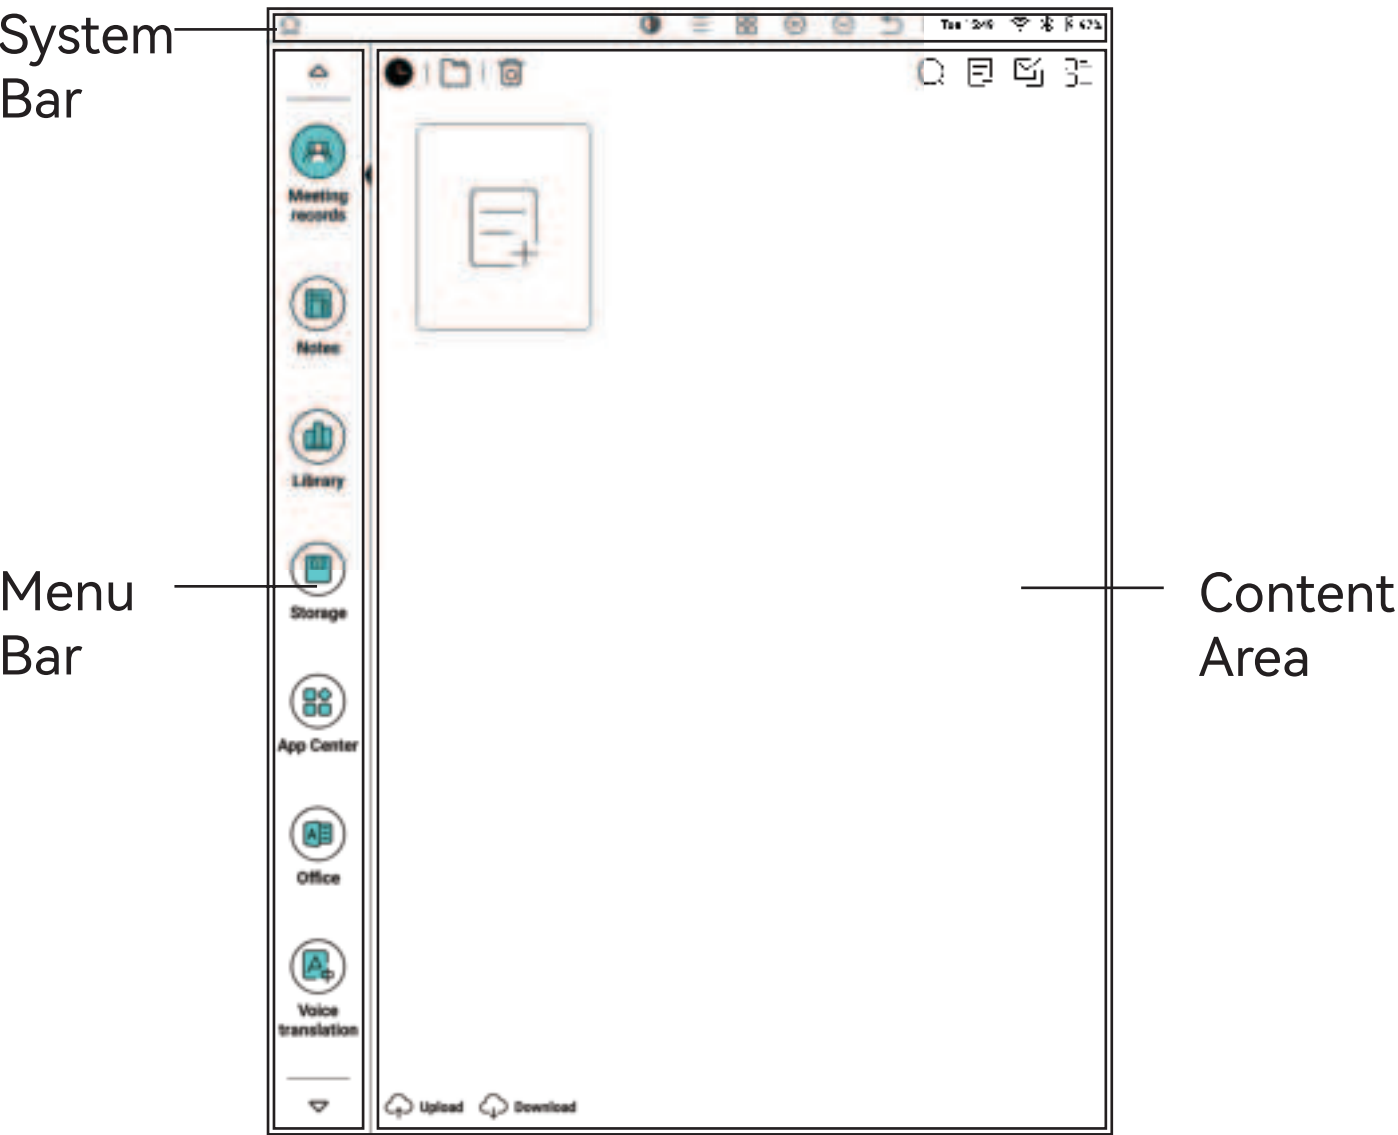 System
Bar
Meeting
records
Notes
Library
Menu
Bar
Storage
Content
Area
App Center
Office
Voice
translation
Upload Download